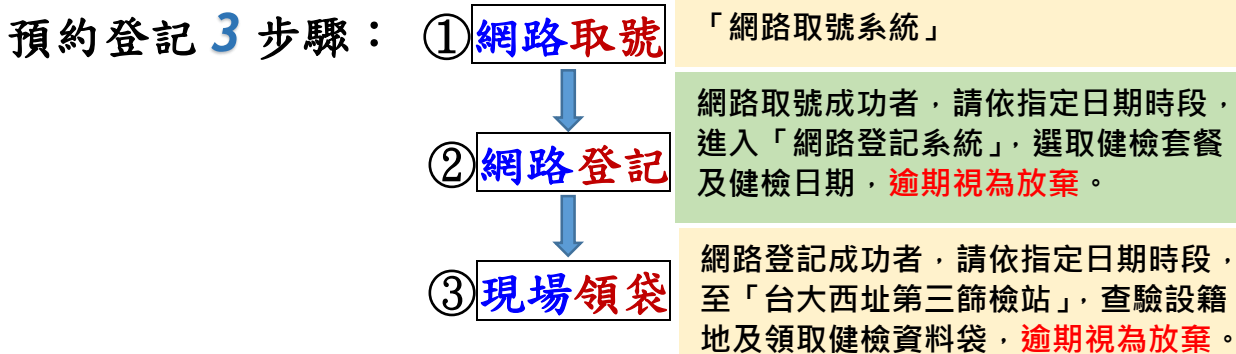 預約登記 3 步驟：
①網路取號
「網路取號系統」
②網路登記
網路取號成功者，請依指定日期時段，
進入「網路登記系統」，選取健檢套餐
及健檢日期，逾期視為放棄。
③現場領袋
網路登記成功者，請依指定日期時段，
至「台大西址第三篩檢站」，查驗設籍
地及領取健檢資料袋，逾期視為放棄。